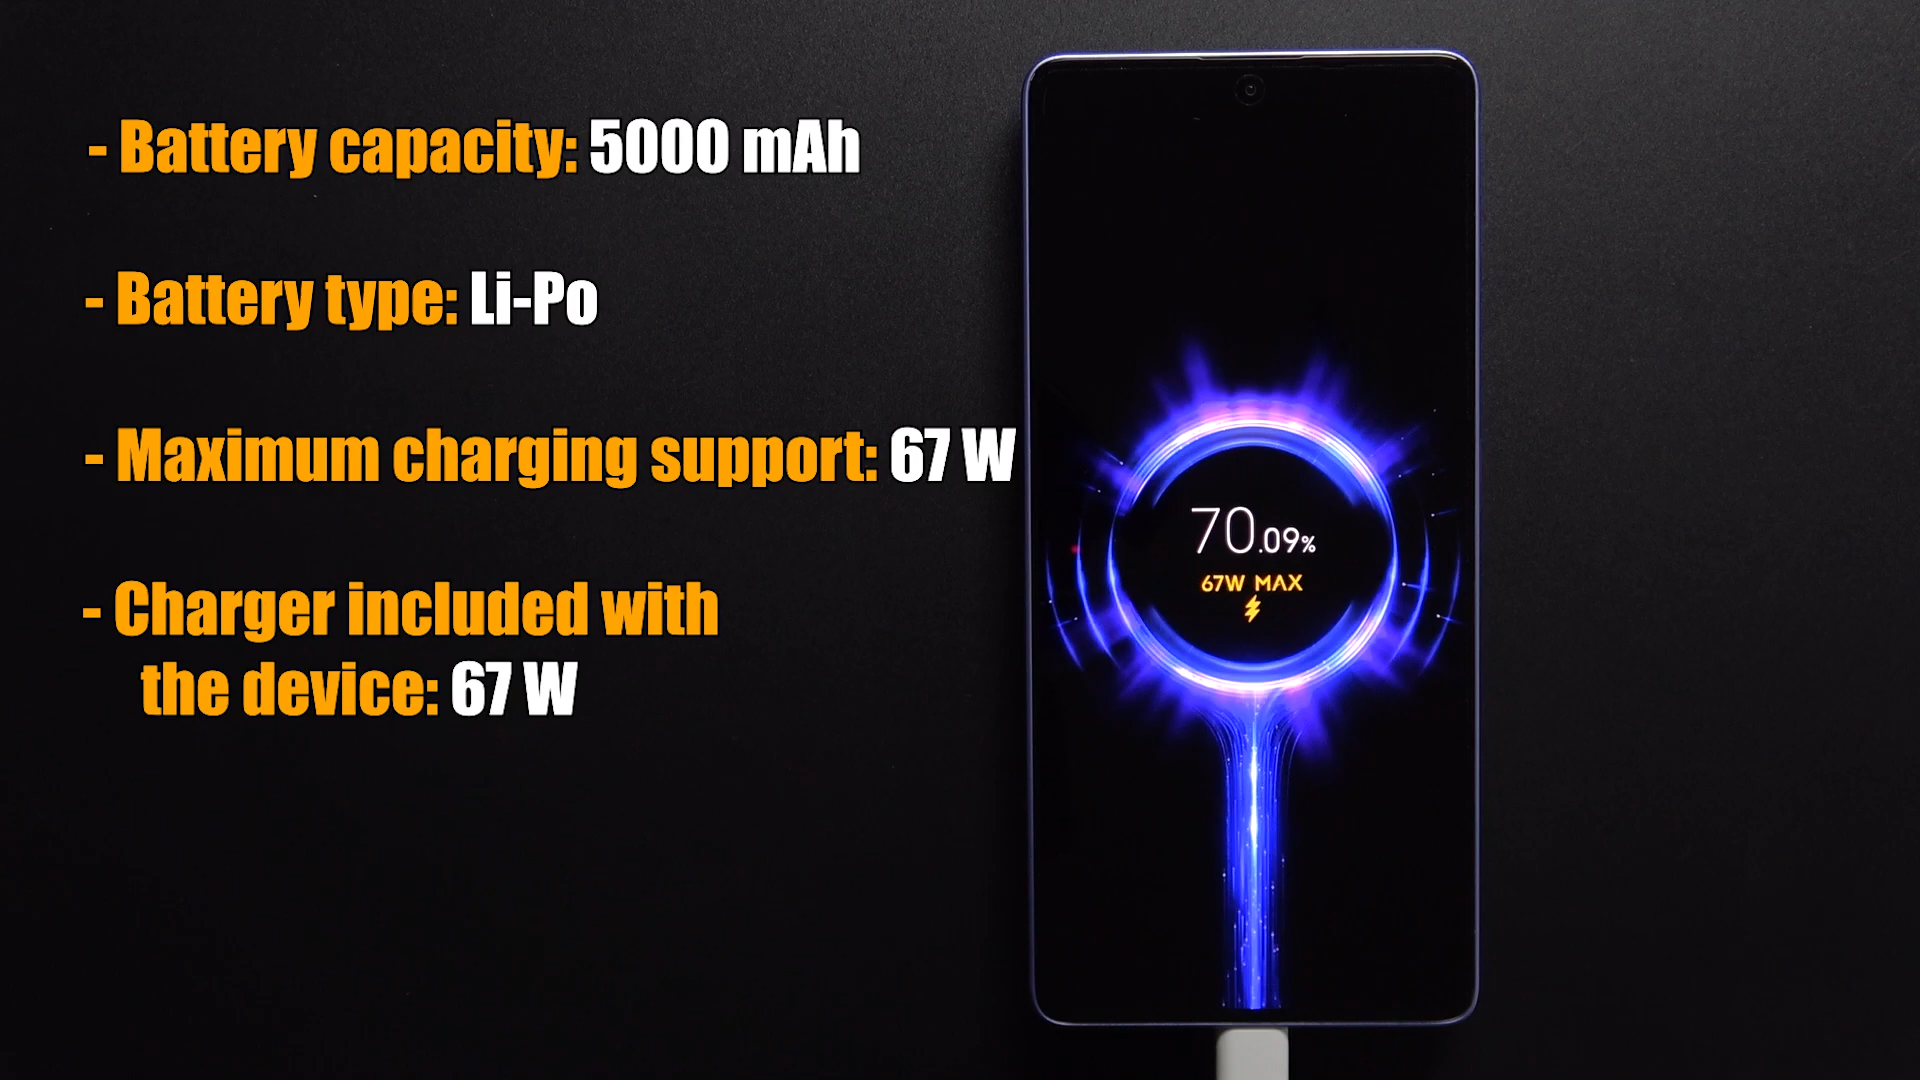 - Battery capacity: 5000 mAh
- Battery type: Li-Po
- Maximum charging support: 67 W
- Charger included with
the device: 67 W
70.09%
67W MAX